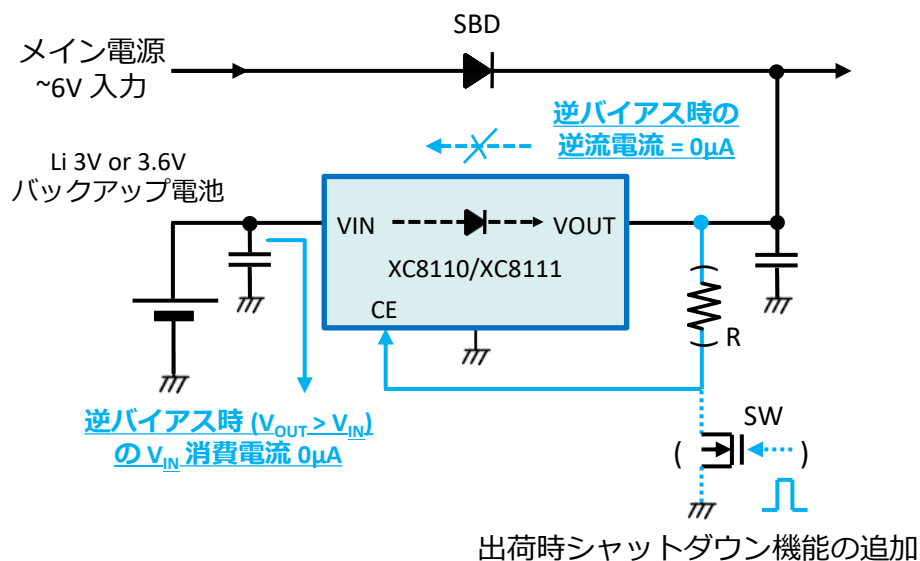 SBD
メイン電源
~6V 入力
逆バイアス時の
逆流電流 = 0µA
Li 3V or 3.6V
バックアップ電池
VIN
VOUT
XC8110/XC8111
CE
( R )
逆バイアス時 (VOUT > VIN)
の VIN 消費電流 0µA
SW
( )
出荷時シャットダウン機能の追加